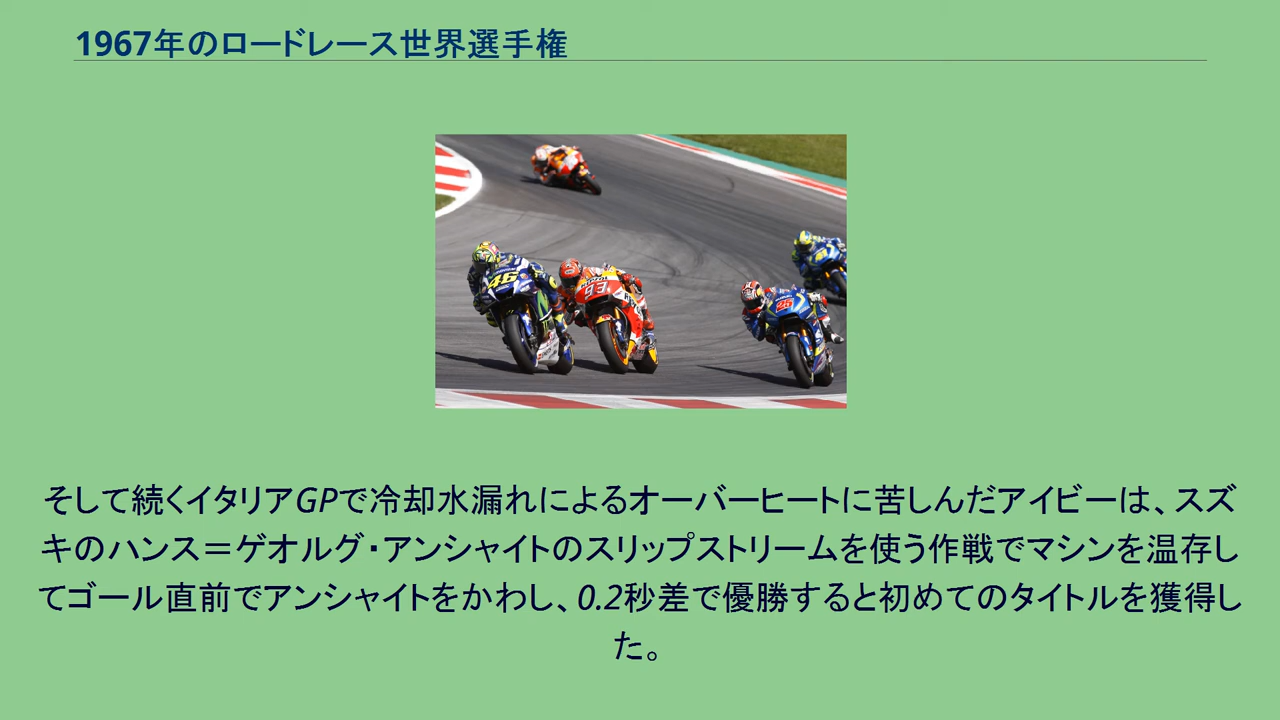 1967年のロードレース世界選手権
46
93
25
そして続くイタリアGPで冷却水漏れによるオーバーヒートに苦しんだアイビーは、スズ
キのハンス＝ゲオルグ・アンシャイトのスリップストリームを使う作戦でマシンを温存し
てゴール直前でアンシャイトをかわし、0.2秒差で優勝すると初めてのタイトルを獲得し
た。